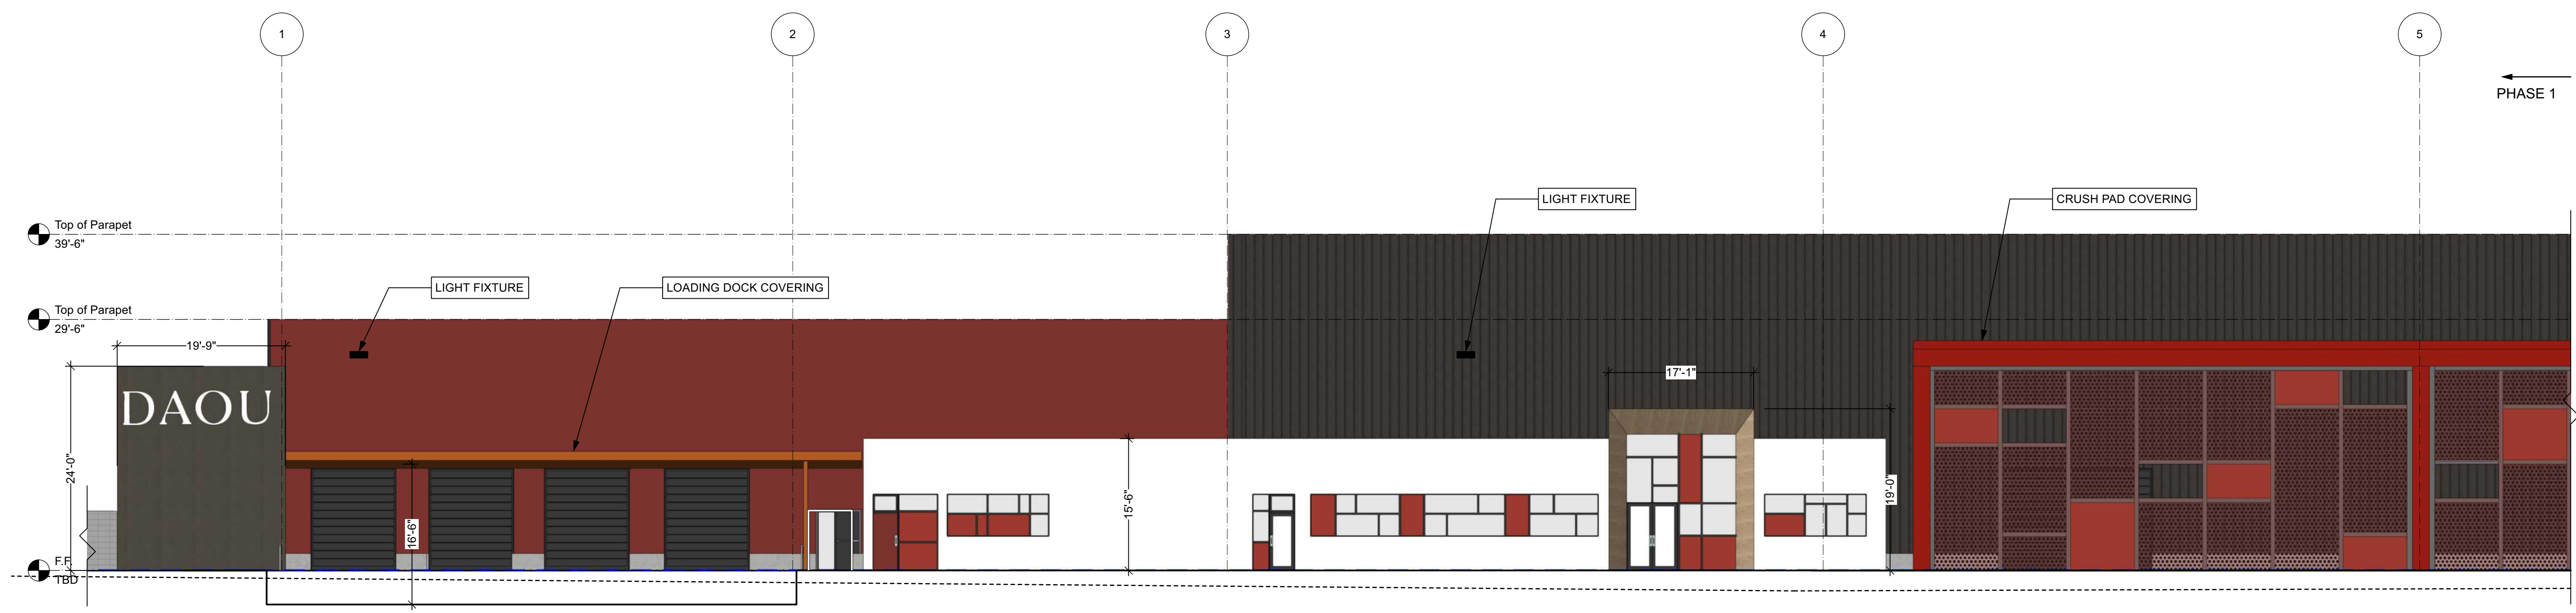 1
2
3
4
5
PHASE 1
LIGHT FIXTURE
CRUSH PAD COVERING
Top of Parapet
39'-6"
LIGHT FIXTURE
LOADING DOCK COVERING
Top of Parapet
29'-6"
19'-9"
17'-1"
DAOU
24'-0"
16'-6"
15'-6"
19'-0"
F.F.
TBD